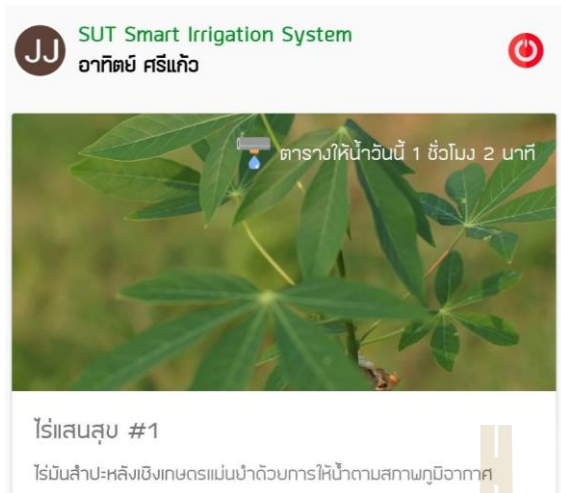 JJ
SUT Smart Irrigation System
อาทิตย์ ศรีแก้ว
ตารางให้น้ำวันนี้ 1 ชั่วโมง 2 นาที
ไร่แสนสุข #1
ไร่มันสำปะหลังเชิงเกษตรแม่นยำด้วยการให้น้ำตามสภาพภูมิอากาศ